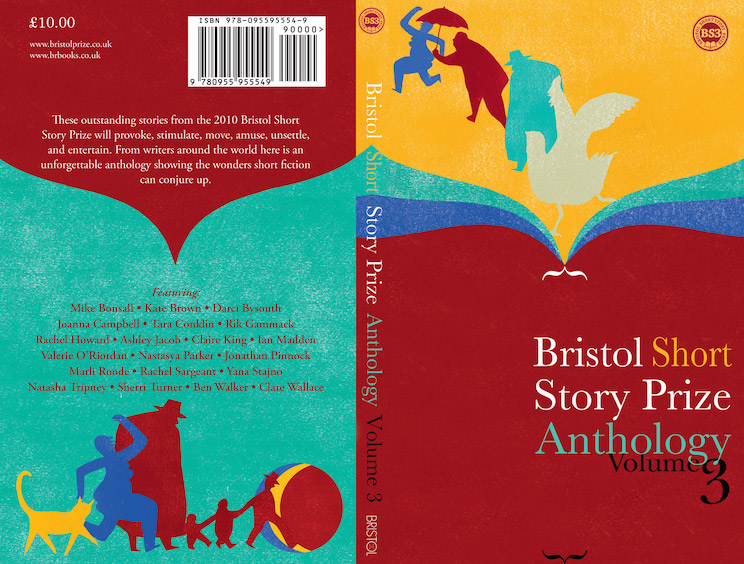 £10.00
www.bristolprize.co.uk
www.brbooks.co.uk
ISBN 978-095595554-9
90000>
9 780955 955549
These outstanding stories from the 2010 Bristol Short
Story Prize will provoke, stimulate, move, amuse, unsettle,
and entertain. From writers around the world here is an
unforgettable anthology showing the wonders short fiction
can conjure up.
Featuring:
Mike Bonsall • Kate Brown • Darci Bysouth
Joanna Campbell • Tara Conklin • Rik Gammack
Rachel Howard • Ashley Jacob • Claire King • Ian Madden
Valerie O'Riordan • Nastasya Parker • Jonathan Pinnock
Marli Roode • Rachel Sargeant • Yana Stajno
Natasha Tripney • Sherri Turner • Ben Walker • Clare Wallace
Bristol Short Story Prize Anthology Volume 3
BRISTOL
BS3
BS3
Bristol Short
Story Prize
Anthology
Volume 3